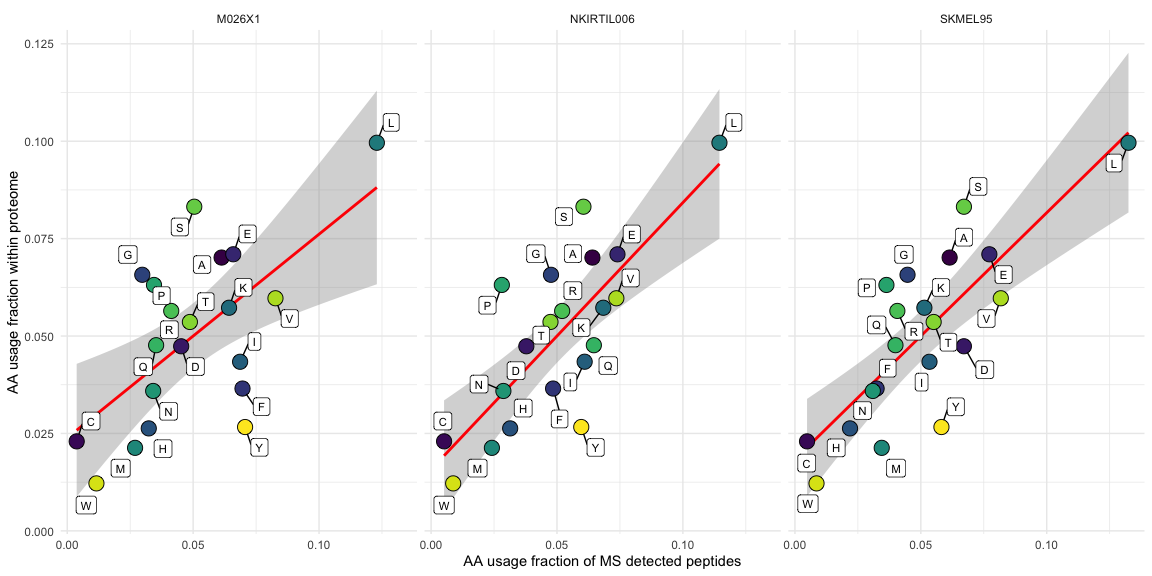 M026X1 NKIRTIL006 SKMEL95
AA usage fraction within proteome
0.125
0.100
0.075
0.050
0.025
0.000
L
S
E
G
A
P
T
K
V
R
I
Q
D
F
C
N
H
Y
M
W
L
S
E
G
A
V
P
R
K
T
Q
D
I
N
H
F
C
Y
M
W
L
S
A
G
E
P
K
V
Q
R
T
D
F
I
N
Y
H
C
M
W
0.00 0.05 0.10 0.00 0.05 0.10 0.00 0.05 0.10
AA usage fraction of MS detected peptides